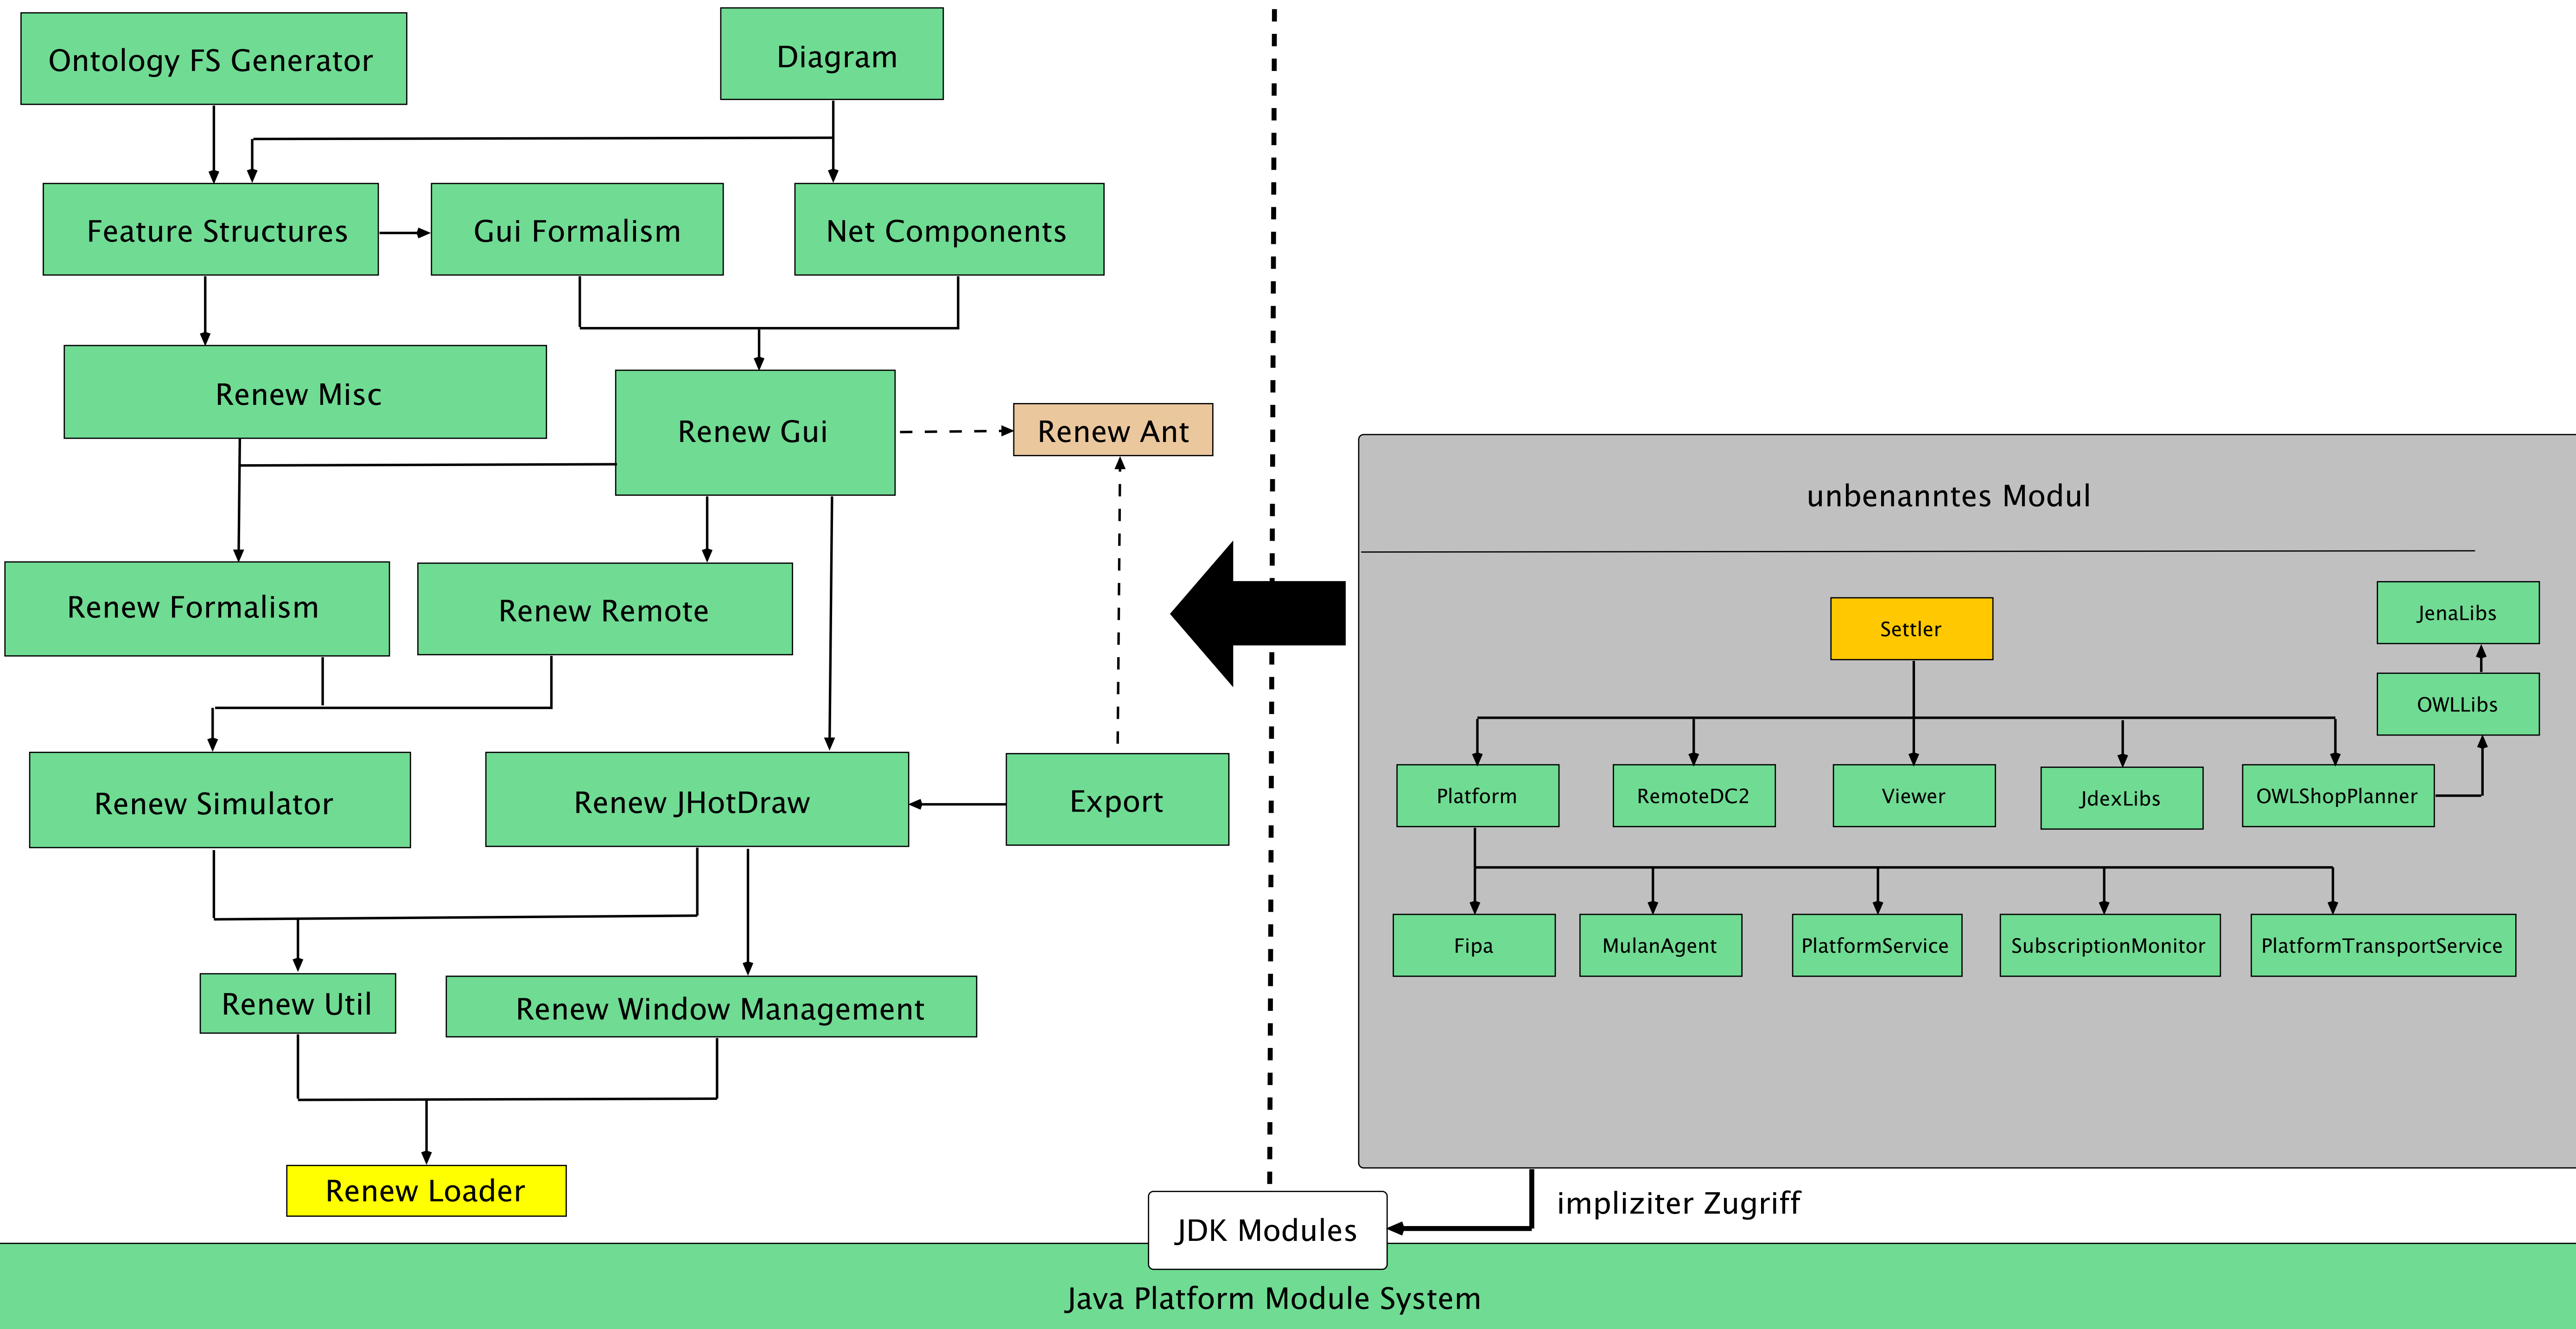 Ontology FS Generator
Diagram
Feature Structures
Gui Formalism
Net Components
Renew Misc
Renew Gui
Renew Ant
Renew Formalism
Renew Remote
Renew Simulator
Renew JHotDraw
Export
Renew Util
Renew Window Management
Renew Loader
unbenanntes Modul
Settler
JenaLibs
OWLLibs
Platform
RemoteDC2
Viewer
JdexLibs
OWLShopPlanner
Fipa
MulanAgent
PlatformService
SubscriptionMonitor
PlatformTransportService
impliziter Zugriff
JDK Modules
Java Platform Module System